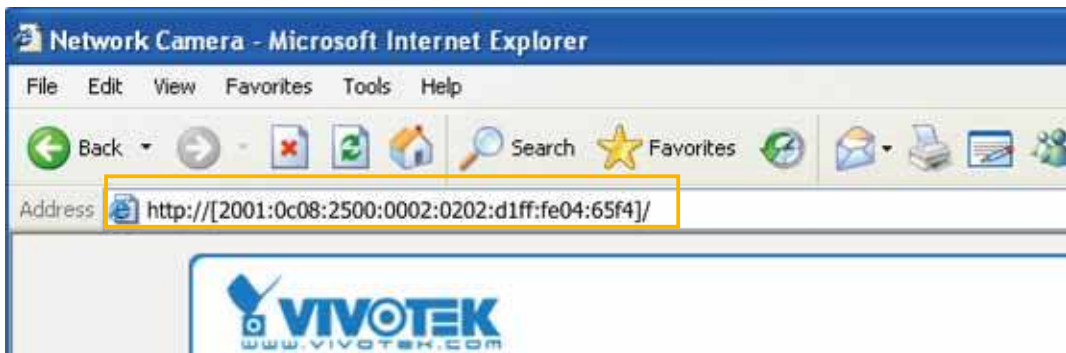 Network Camera - Microsoft Internet Explorer
File Edit View Favorites Tools Help
Back Search Favorites
Address http://[2001:0c08:2500:0002:0202:d1ff:fe04:65f4]/
VIVOTEK
www.vivotek.com